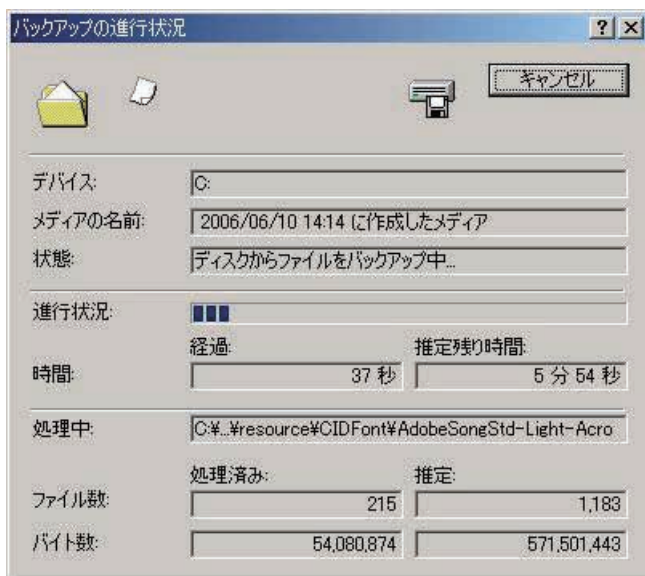 バックアップの進行状況
キャンセル
デバイス: C:
メディアの名前: 2006/06/10 14:14 に作成したメディア
状態: ディスクからファイルをバックアップ中...
進行状況:
経過: 推定残り時間:
時間: 37 秒 5 分 54 秒
処理中: C:¥...¥resource¥CIDFont¥AdobeSongStd-Light-Acro
処理済み: 推定:
ファイル数: 215 1,183
バイト数: 54,080,874 571,501,443